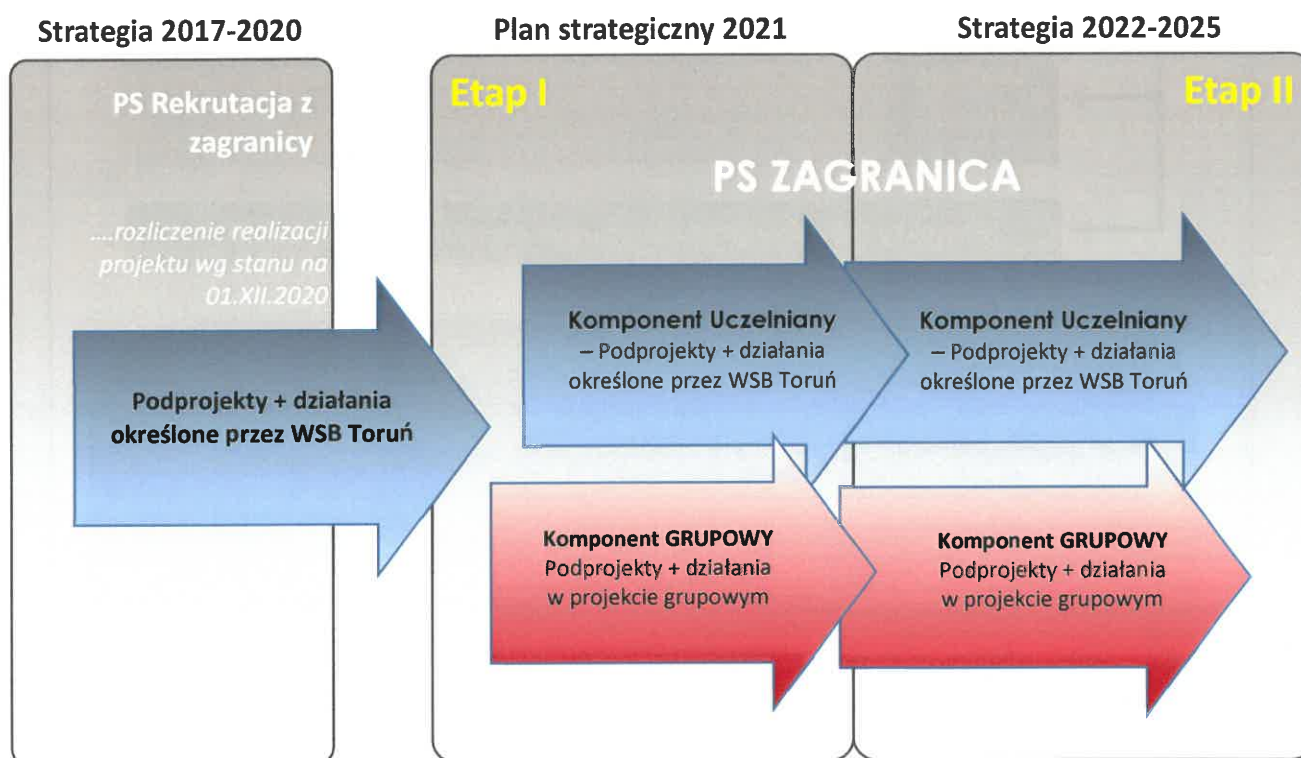 Strategia 2017-2020
Plan strategiczny 2021
Strategia 2022-2025
PS Rekrutacja z
zagranicy
....rozliczenie realizacji
projektu wg stanu na
01.XII.2020
Podprojekty + działania
określone przez WSB Toruń
Etap I
Etap II
PS ZAGRANICA
Komponent Uczelniany
– Podprojekty + działania
określone przez WSB Toruń
Komponent Uczelniany
– Podprojekty + działania
określone przez WSB Toruń
Komponent GRUPOWY
Podprojekty + działania
w projekcie grupowym
Komponent GRUPOWY
Podprojekty + działania
w projekcie grupowym